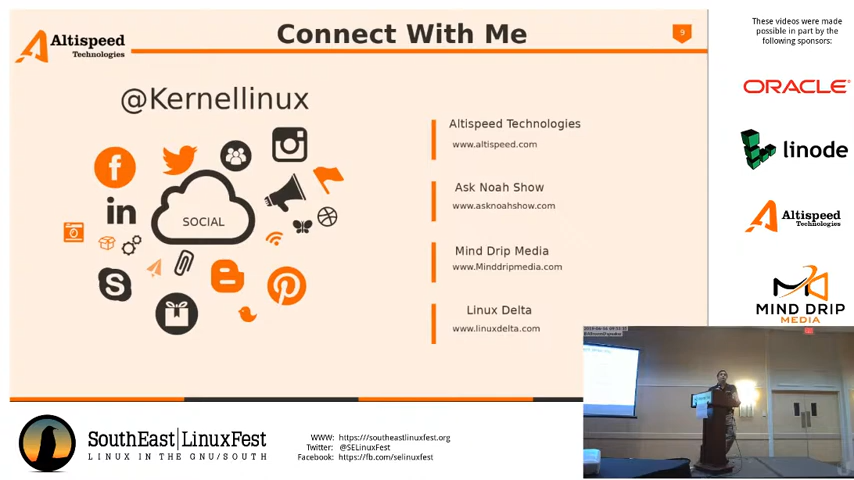 Altispeed
Technologies
Connect With Me
9
@Kernellinux
SOCIAL
Altispeed Technologies
www.altispeed.com
Ask Noah Show
www.asknoahshow.com
Mind Drip Media
www.Minddripmedia.com
Linux Delta
www.linuxdelta.com
These videos were made
possible in part by the
following sponsors:
ORACLE
linode
Altispeed
Technologies
MIND DRIP
MEDIA
SouthEast|LinuxFest
LINUX IN THE GNU/SOUTH
WWW: https://southeastlinuxfest.org
Twitter: @SELinuxFest
Facebook: https://fb.com/selinuxfest